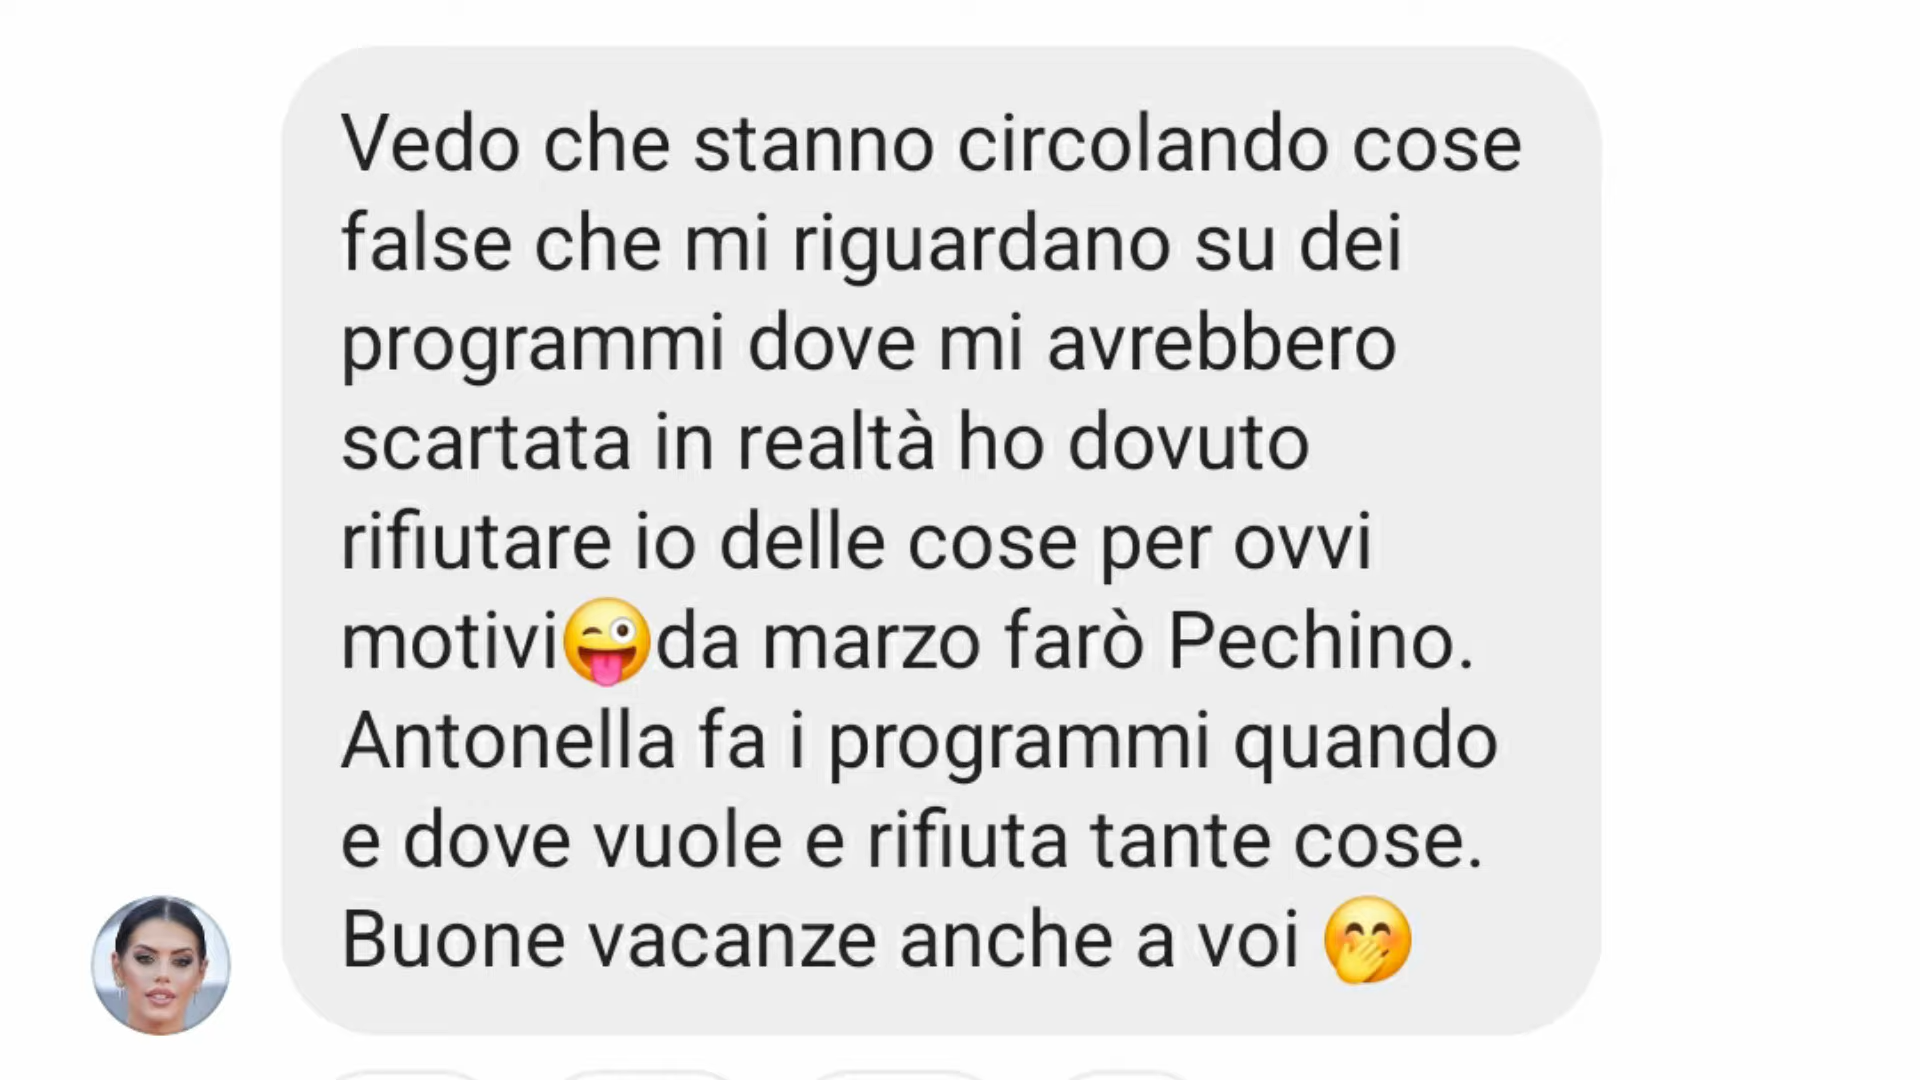 Vedo che stanno circolando cose
false che mi riguardano su dei
programmi dove mi avrebbero
scartata in realtà ho dovuto
rifiutare io delle cose per ovvi
motivi😜da marzo farò Pechino.
Antonella fa i programmi quando
e dove vuole e rifiuta tante cose.
Buone vacanze anche a voi 🤭